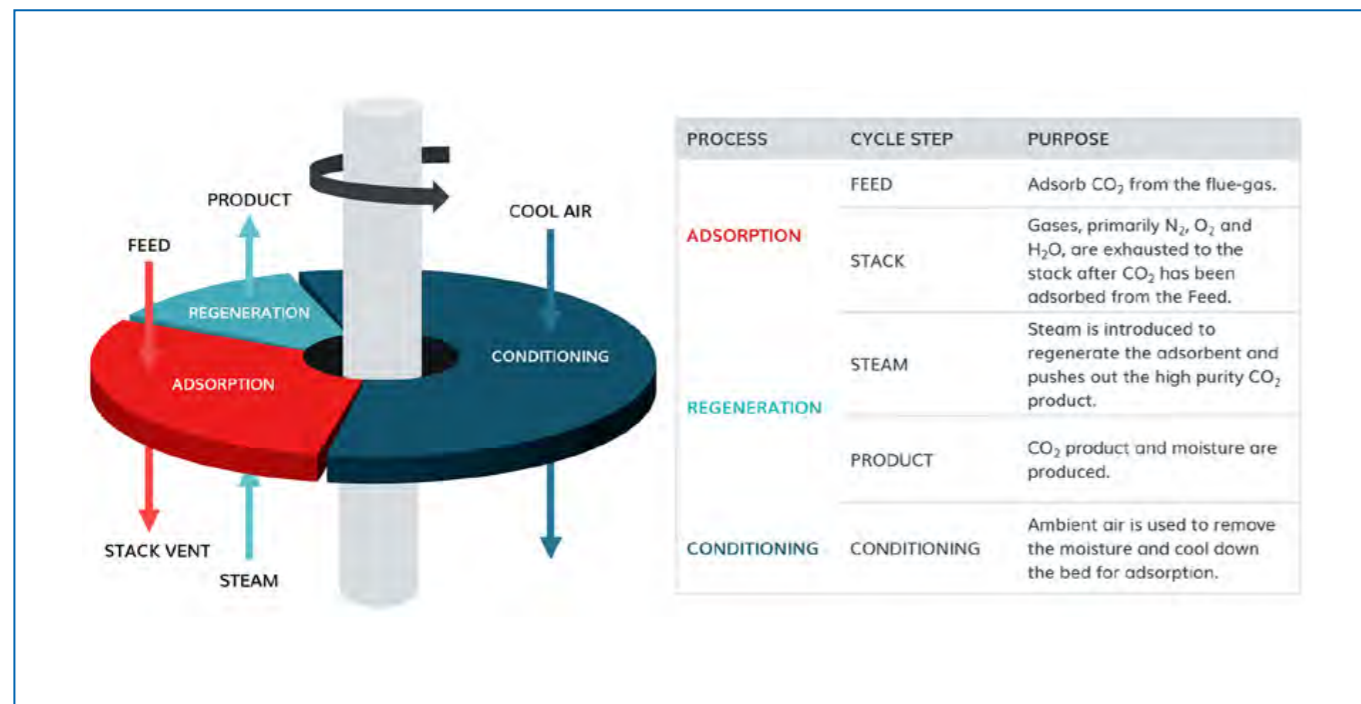 PRODUCT
FEED
COOL AIR
REGENERATION
CONDITIONING
ADSORPTION
STACK VENT
STEAM
PROCESS CYCLE STEP PURPOSE
ADSORPTION
FEED
Adsorb CO₂ from the flue-gas.
STACK
Gases, primarily N₂, O₂ and
H₂O, are exhausted to the
stack after CO₂ has been
adsorbed from the Feed.
REGENERATION
STEAM
Steam is introduced to
regenerate the adsorbent and
pushes out the high purity CO₂
product.
PRODUCT
CO₂ product and moisture are
produced.
CONDITIONING
CONDITIONING
Ambient air is used to remove
the moisture and cool down
the bed for adsorption.